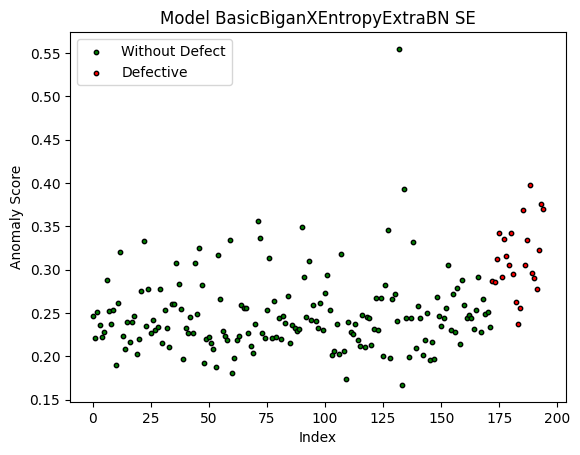 Model BasicBiganXEntropyExtraBN SE
Without Defect
Defective
0.55
0.50
0.45
0.40
0.35
0.30
0.25
0.20
0.15
Anomaly Score
0 25 50 75 100 125 150 175 200
Index